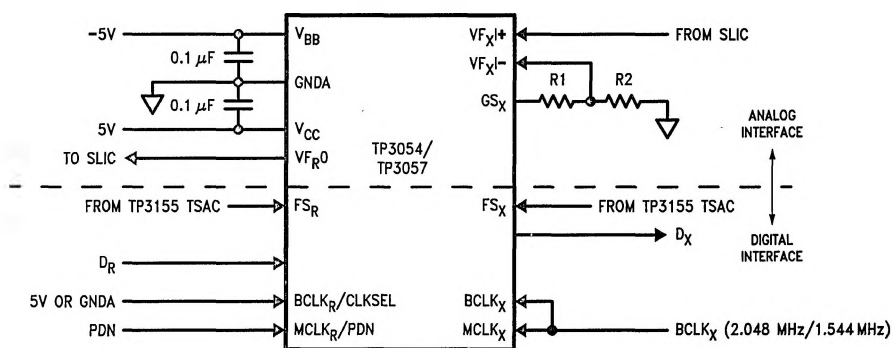 -5V
0.1 μF
0.1 μF
5V
TO SLIC
V_BB
GNDA
V_CC
VF_RO
TP3054/
TP3057
VF_XI+
VF_XI-
GS_X
FROM SLIC
R1 R2
ANALOG
INTERFACE
DIGITAL
INTERFACE
FROM TP3155 TSAC
D_R
5V OR GNDA
PDN
FS_R
BCLK_R/CLKSEL
MCLK_R/PDN
FS_X
BCLK_X
MCLK_X
FROM TP3155 TSAC
D_X
BCLK_X (2.048 MHz/1.544 MHz)